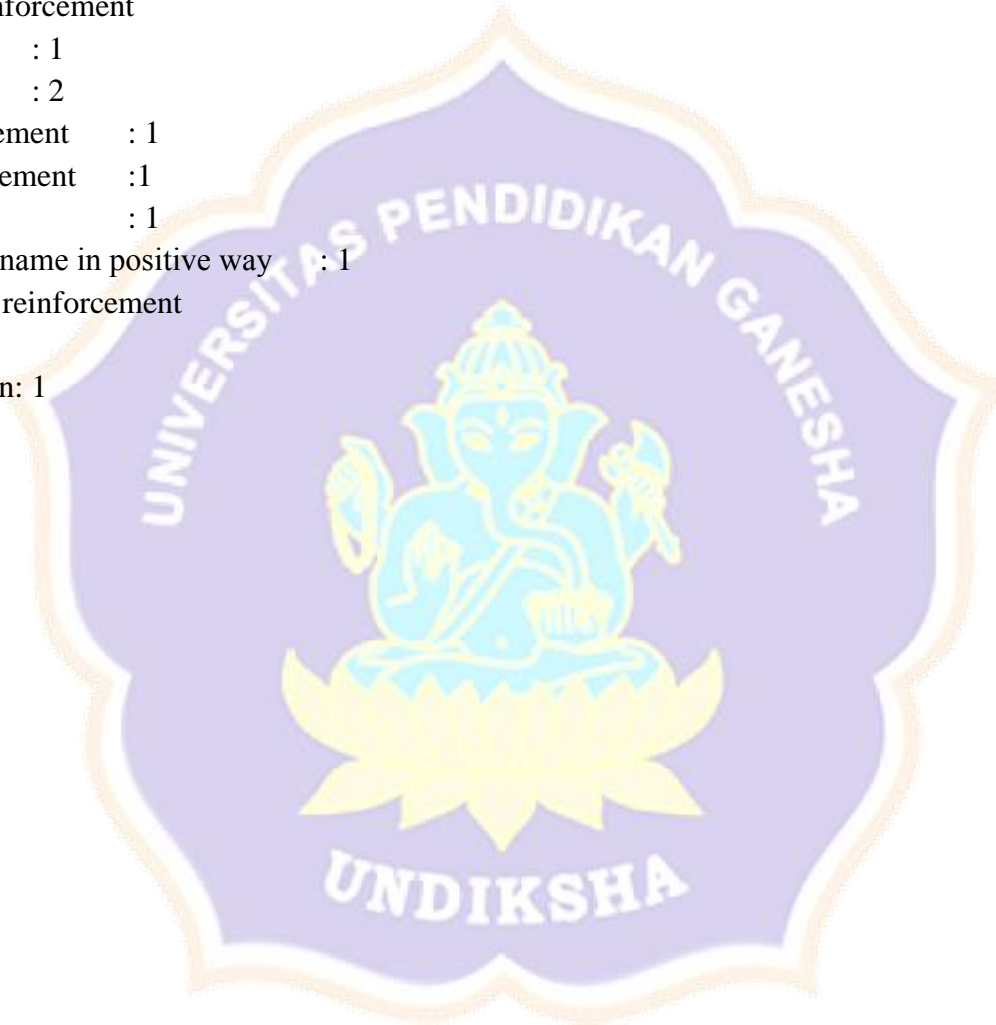 nforcement
: 1
: 2
ement : 1
ement :1
: 1
name in positive way : 1
reinforcement
n: 1
UNIVERSITAS PENDIDIKAN GANESHA
UNDIKSHA